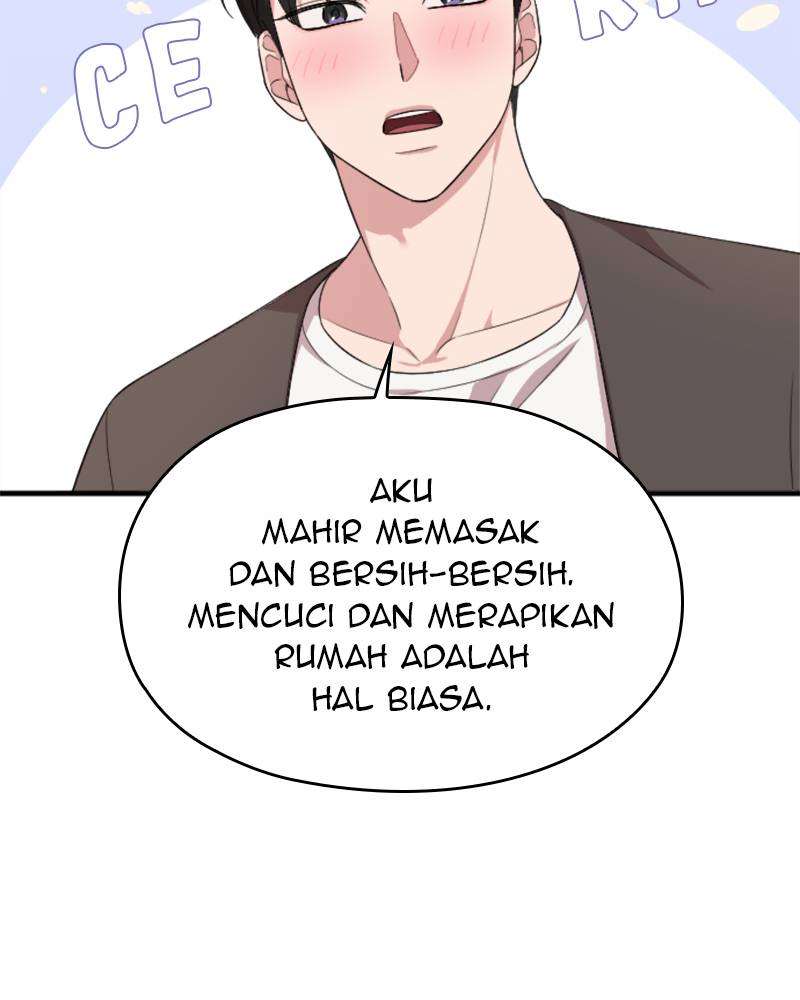 CE
AKU
MAHIR MEMASAK
DAN BERSIH-BERSIH.
MENCUCI DAN MERAPIKAN
RUMAH ADALAH
HAL BIASA.